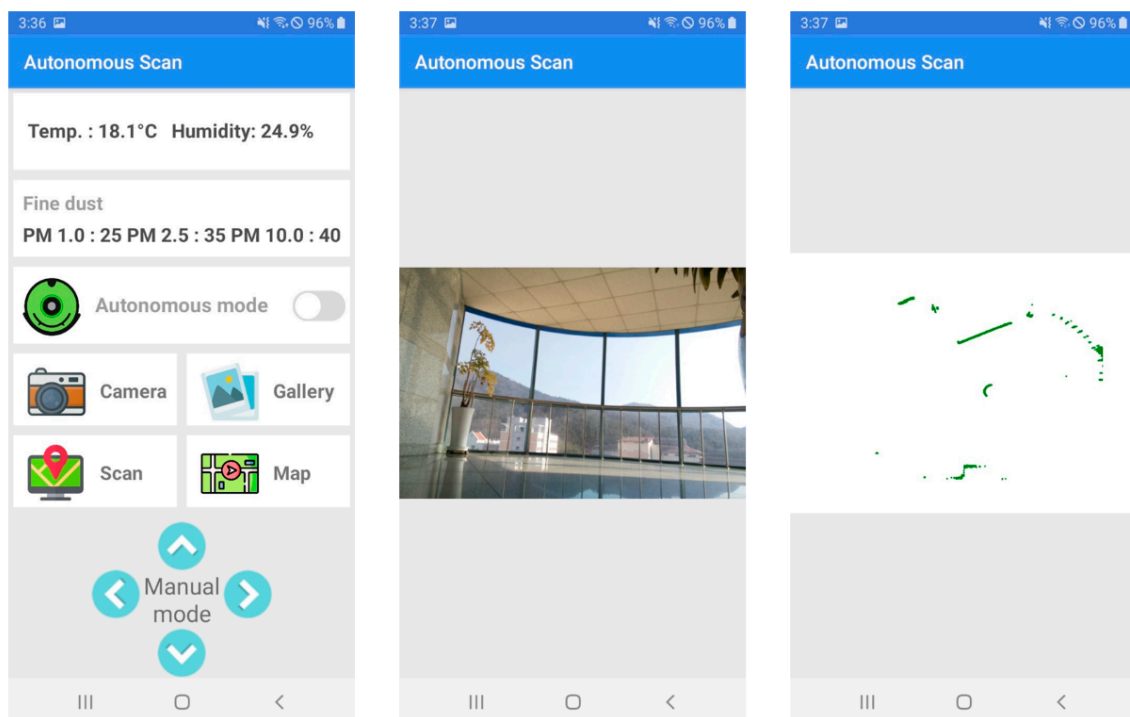 3:36 96%
Autonomous Scan
Temp. : 18.1°C Humidity: 24.9%
Fine dust
PM 1.0 : 25 PM 2.5 : 35 PM 10.0 : 40
Autonomous mode
Camera
Gallery
Scan
Map
Manual
mode
3:37 96%
Autonomous Scan
3:37 96%
Autonomous Scan